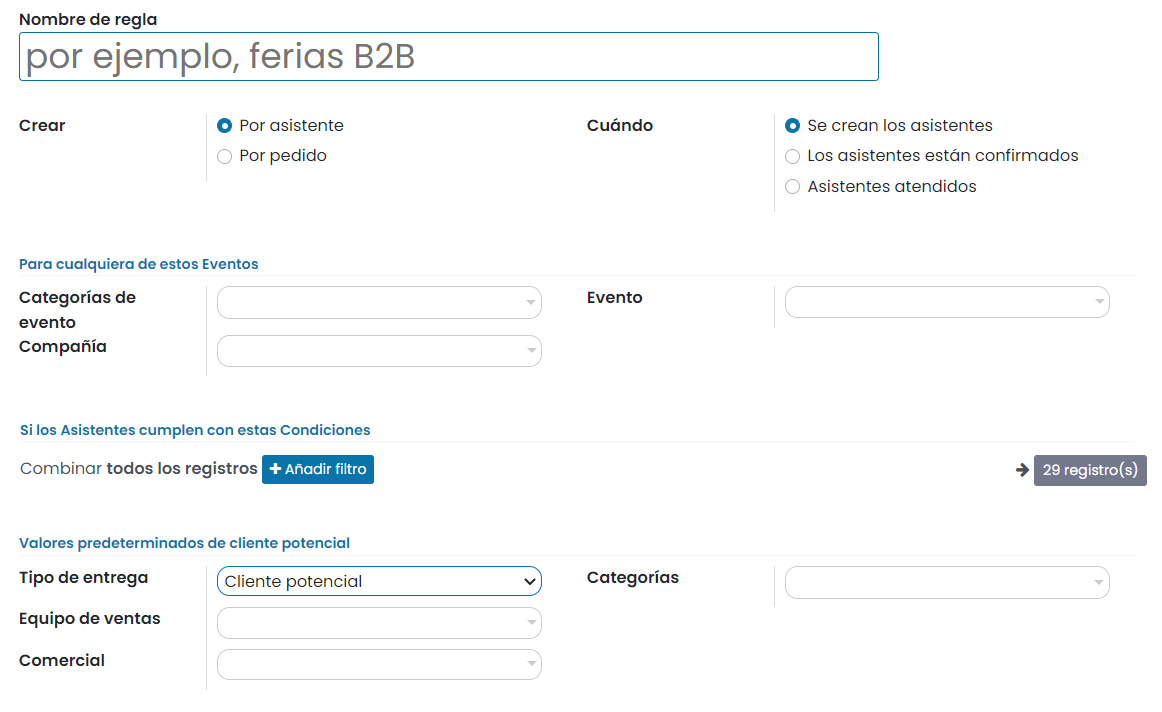 Nombre de regla
por ejemplo, ferias B2B
Crear
Por asistente
Por pedido
Cuándo
Se crean los asistentes
Los asistentes están confirmados
Asistentes atendidos
Para cualquiera de estos Eventos
Categorías de
evento
Compañía
Evento
Si los Asistentes cumplen con estas Condiciones
Combinar todos los registros + Añadir filtro
29 registro(s)
Valores predeterminados de cliente potencial
Tipo de entrega
Cliente potencial
Equipo de ventas
Comercial
Categorías